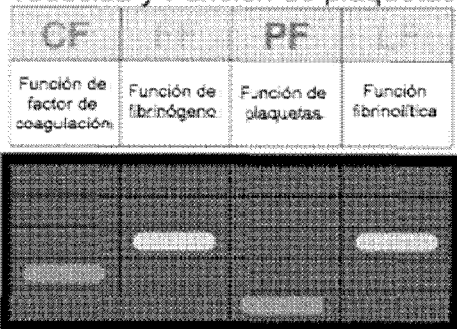 CF
PF
Función de
factor de
coagulación
Función de
fibrinógeno
Función de
plaquetas
Función
fibrinolítica